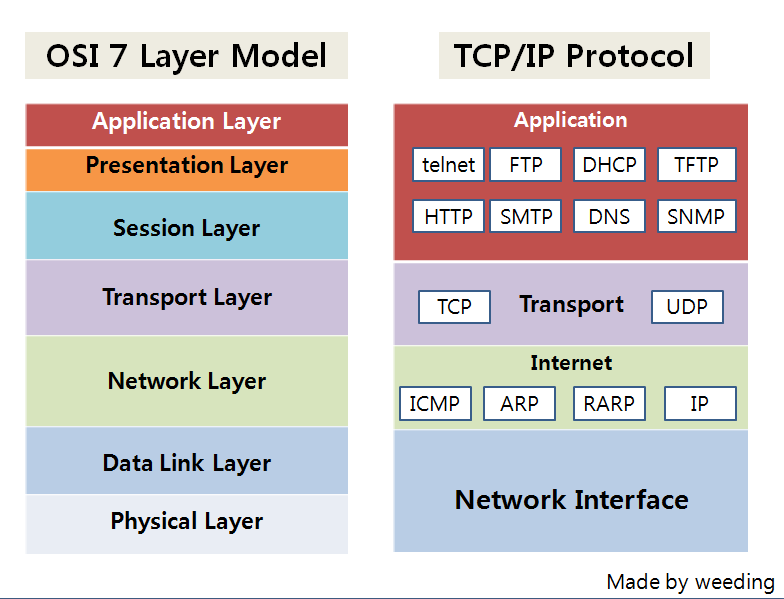 OSI 7 Layer Model
Application Layer
Presentation Layer
Session Layer
Transport Layer
Network Layer
Data Link Layer
Physical Layer
TCP/IP Protocol
Application
telnet FTP DHCP TFTP
HTTP SMTP DNS SNMP
TCP Transport UDP
Internet
ICMP ARP RARP IP
Network Interface
Made by weeding